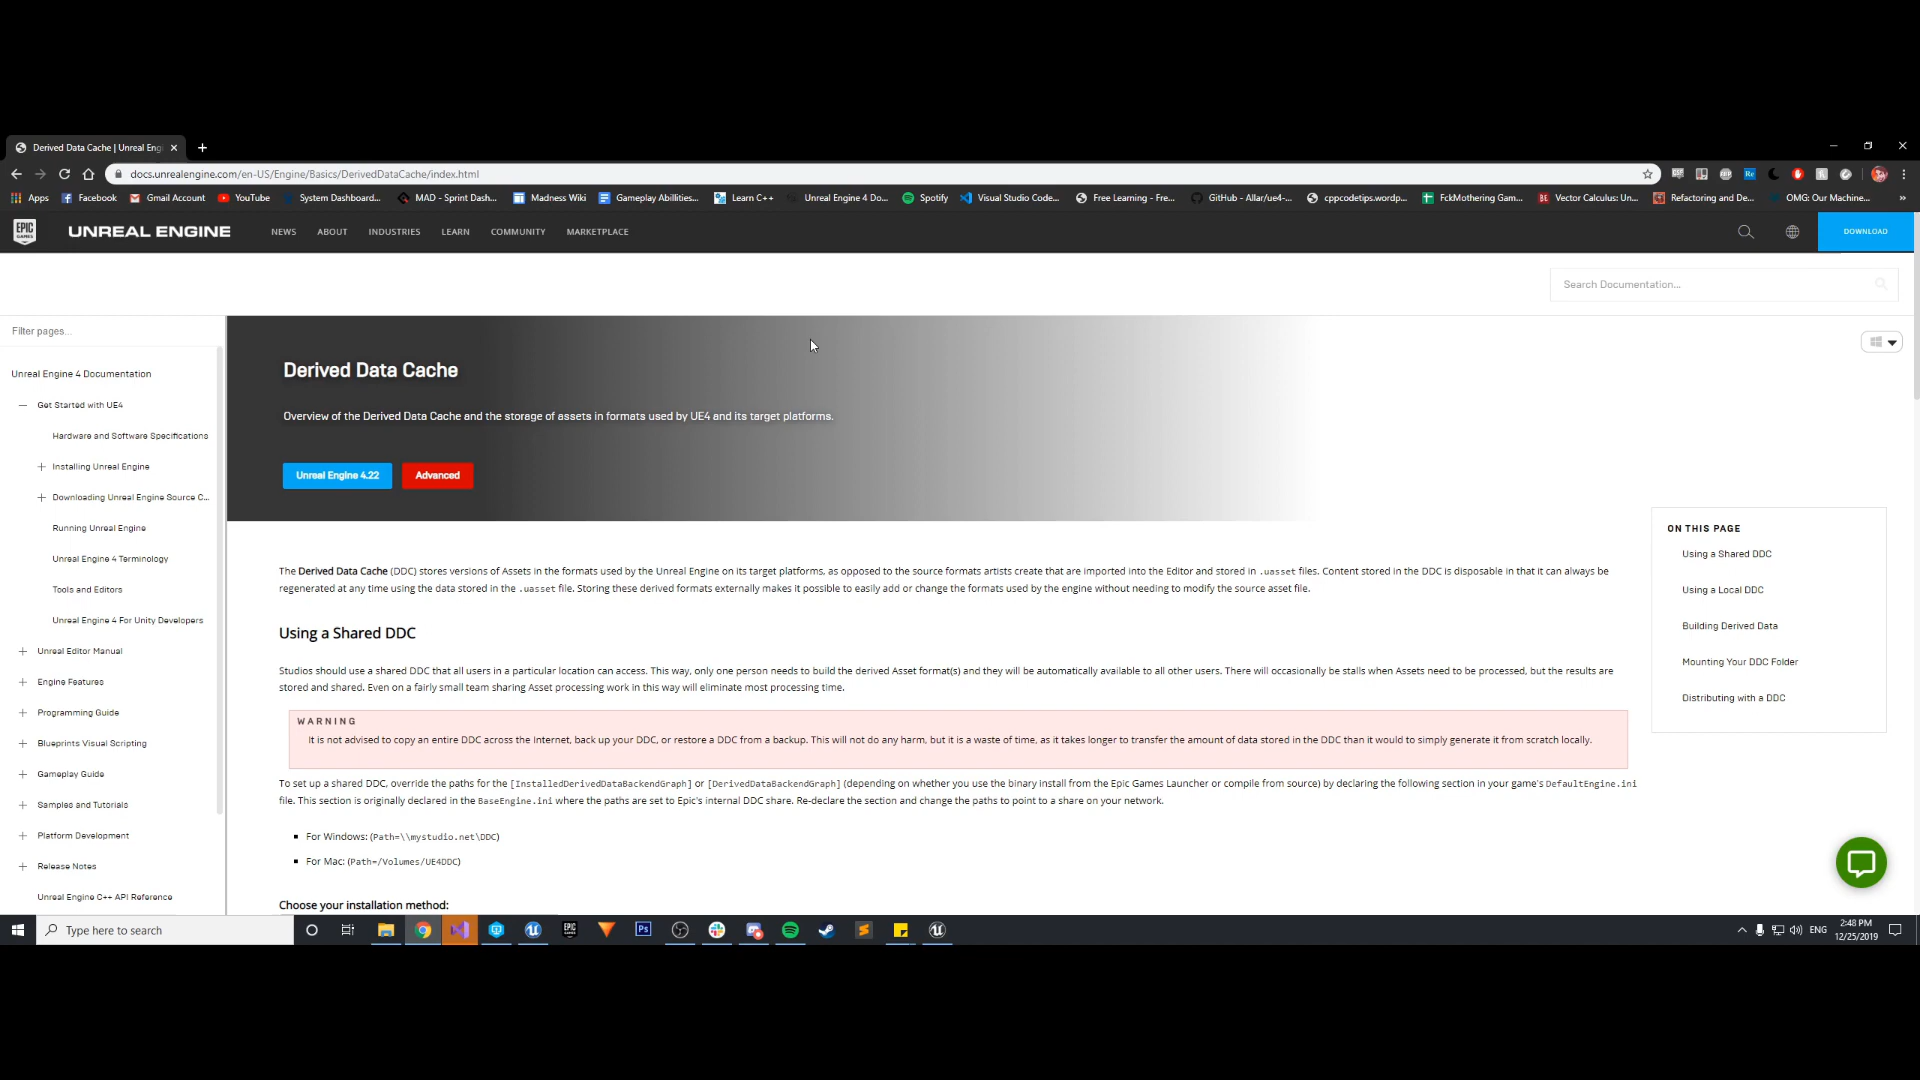 Derived Data Cache | Unreal Engi
docs.unrealengine.com/en-US/Engine/Basics/DerivedDataCache/index.html
Apps Facebook Gmail Account YouTube System Dashboard... MAD - Sprint Dash... Madness Wiki Gameplay Abillities... Learn C++ Unreal Engine 4 Do... Spotify Visual Studio Code... Free Learning - Fre... GitHub - Allar/ue4-... cppcodetips.wordp... FckMothering Gam... Vector Calculus: Un... Refactoring and De... OMG: Our Machine... »
EPIC GAMES UNREAL ENGINE NEWS ABOUT INDUSTRIES LEARN COMMUNITY MARKETPLACE DOWNLOAD
Search Documentation...
Filter pages...
Unreal Engine 4 Documentation
Get Started with UE4
Hardware and Software Specifications
Installing Unreal Engine
Downloading Unreal Engine Source C...
Running Unreal Engine
Unreal Engine 4 Terminology
Tools and Editors
Unreal Engine 4 For Unity Developers
Unreal Editor Manual
Engine Features
Programming Guide
Blueprints Visual Scripting
Gameplay Guide
Samples and Tutorials
Platform Development
Release Notes
Unreal Engine C++ API Reference
Derived Data Cache
Overview of the Derived Data Cache and the storage of assets in formats used by UE4 and its target platforms.
Unreal Engine 4.22 Advanced
The Derived Data Cache (DDC) stores versions of Assets in the formats used by the Unreal Engine on its target platforms, as opposed to the source formats artists create that are imported into the Editor and stored in .uasset files. Content stored in the DDC is disposable in that it can always be
regenerated at any time using the data stored in the .uasset file. Storing these derived formats externally makes it possible to easily add or change the formats used by the engine without needing to modify the source asset file.
Using a Shared DDC
Studios should use a shared DDC that all users in a particular location can access. This way, only one person needs to build the derived Asset format(s) and they will be automatically available to all other users. There will occasionally be stalls when Assets need to be processed, but the results are
stored and shared. Even on a fairly small team sharing Asset processing work in this way will eliminate most processing time.
WARNING
It is not advised to copy an entire DDC across the Internet, back up your DDC, or restore a DDC from a backup. This will not do any harm, but it is a waste of time, as it takes longer to transfer the amount of data stored in the DDC than it would to simply generate it from scratch locally.
To set up a shared DDC, override the paths for the [InstalledDerivedDataBackendGraph] or [DerivedDataBackendGraph] (depending on whether you use the binary install from the Epic Games Launcher or compile from source) by declaring the following section in your game's DefaultEngine.ini
file. This section is originally declared in the BaseEngine.ini where the paths are set to Epic's internal DDC share. Re-declare the section and change the paths to point to a share on your network.
For Windows: (Path=\\mystudio.net\DDC)
For Mac: (Path=/Volumes/UE4DDC)
Choose your installation method:
ON THIS PAGE
Using a Shared DDC
Using a Local DDC
Building Derived Data
Mounting Your DDC Folder
Distributing with a DDC
Type here to search
ENG
2:48 PM
12/25/2019